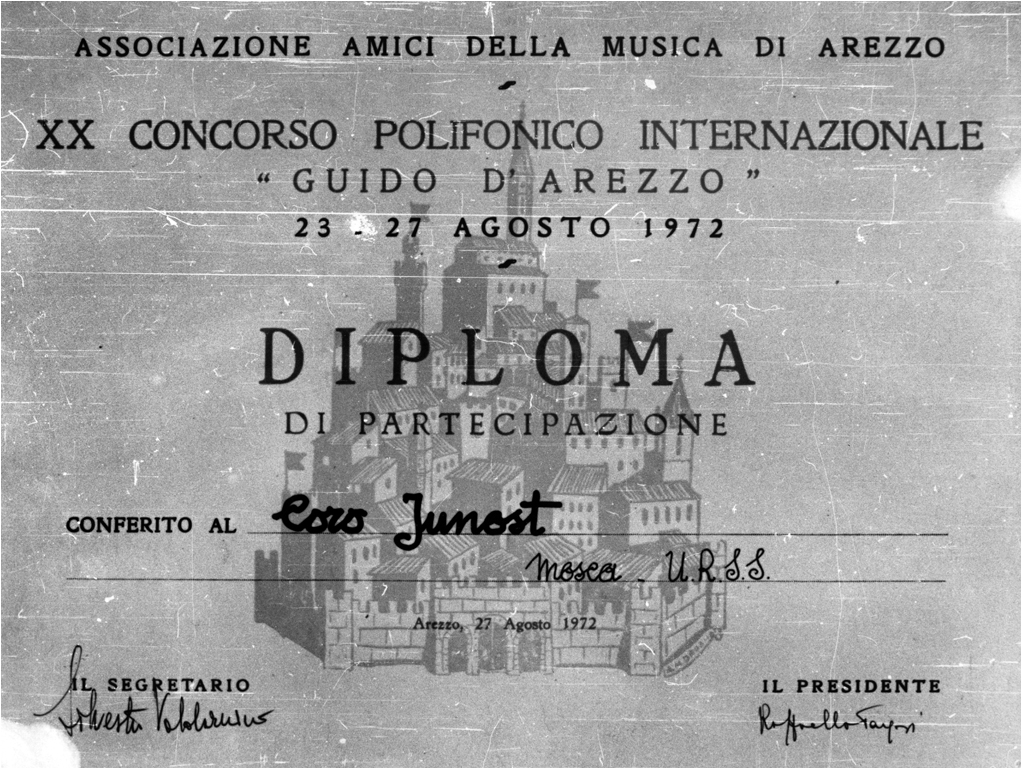 ASSOCIAZIONE AMICI DELLA MUSICA DI AREZZO
XX CONCORSO POLIFONICO INTERNAZIONALE
“ GUIDO D'AREZZO ”
23 - 27 AGOSTO 1972
DIPLOMA
DI PARTECIPAZIONE
CONFERITO AL Coro Junost
Mosca - U.R.S.S.
Arezzo, 27 Agosto 1972
IL SEGRETARIO
IL PRESIDENTE
Raffaello